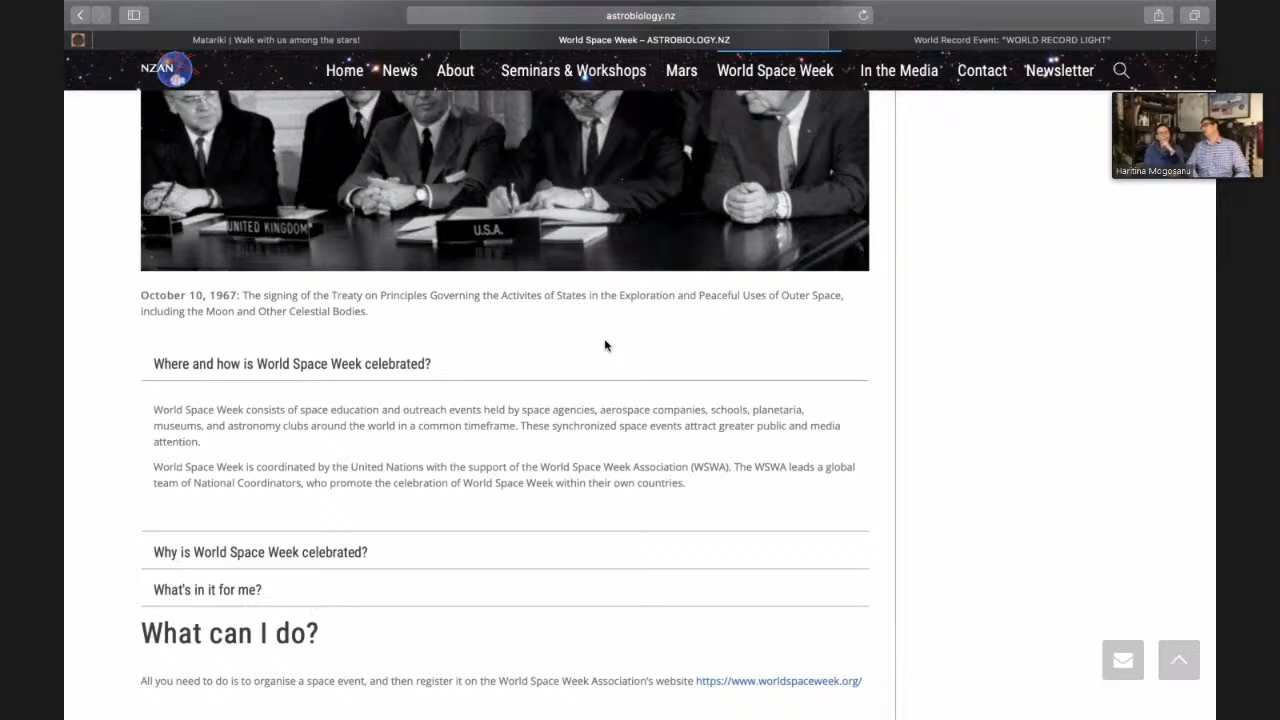 astrobiology.nz
Matariki | Walk with us among the stars!
World Space Week – ASTROBIOLOGY.NZ
World Record Event: "WORLD RECORD LIGHT"
NZAN
Home News About Seminars & Workshops Mars World Space Week In the Media Contact Newsletter
Haritina Mogoșanu
UNITED KINGDOM
U.S.A.
October 10, 1967: The signing of the Treaty on Principles Governing the Activites of States in the Exploration and Peaceful Uses of Outer Space,
including the Moon and Other Celestial Bodies.
Where and how is World Space Week celebrated?
World Space Week consists of space education and outreach events held by space agencies, aerospace companies, schools, planetaria,
museums, and astronomy clubs around the world in a common timeframe. These synchronized space events attract greater public and media
attention.
World Space Week is coordinated by the United Nations with the support of the World Space Week Association (WSWA). The WSWA leads a global
team of National Coordinators, who promote the celebration of World Space Week within their own countries.
Why is World Space Week celebrated?
What's in it for me?
What can I do?
All you need to do is to organise a space event, and then register it on the World Space Week Association's website https://www.worldspaceweek.org/